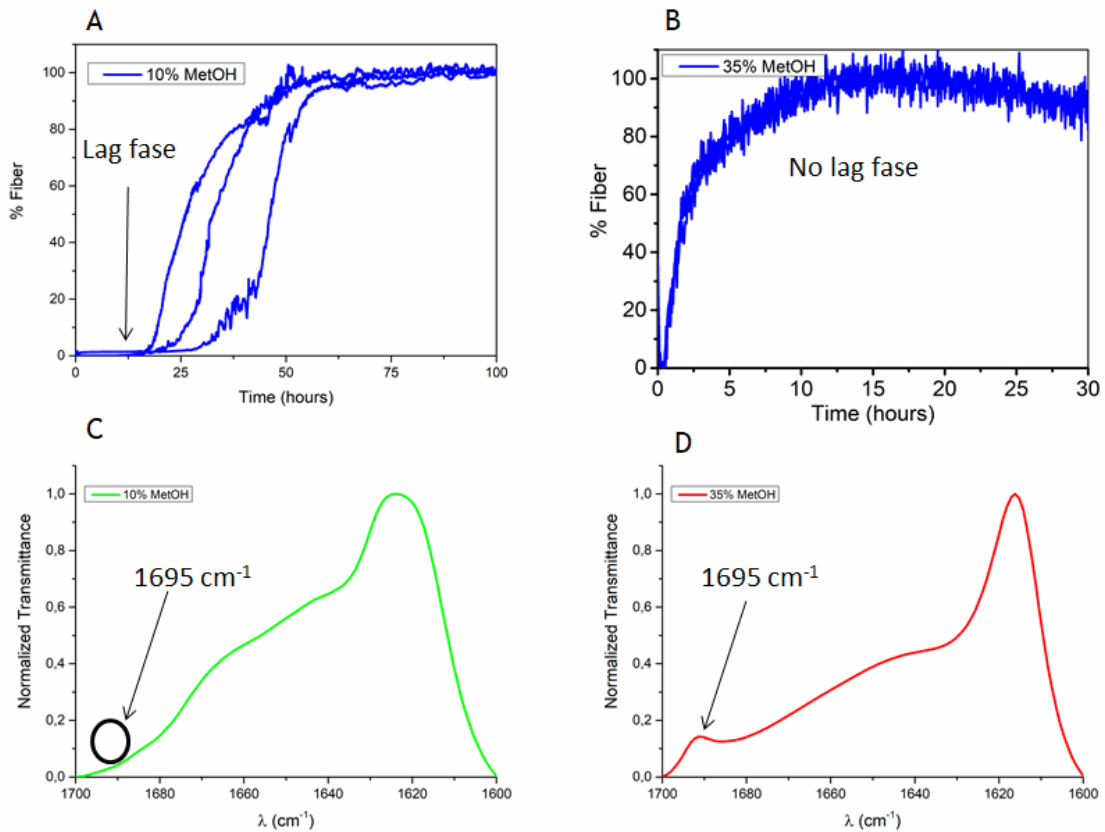 A
10% MetOH
Lag fase
% Fiber
100
80
60
40
20
0
0 25 50 75 100
Time (hours)
B
35% MetOH
No lag fase
% Fiber
100
80
60
40
20
0
0 5 10 15 20 25 30
Time (hours)
C
10% MetOH
1695 cm-1
Normalized Transmittance
1,0
0,8
0,6
0,4
0,2
0,0
1700 1680 1660 1640 1620 1600
λ (cm-1)
D
35% MetOH
1695 cm-1
Normalized Transmittance
1,0
0,8
0,6
0,4
0,2
0,0
1700 1680 1660 1640 1620 1600
λ (cm-1)